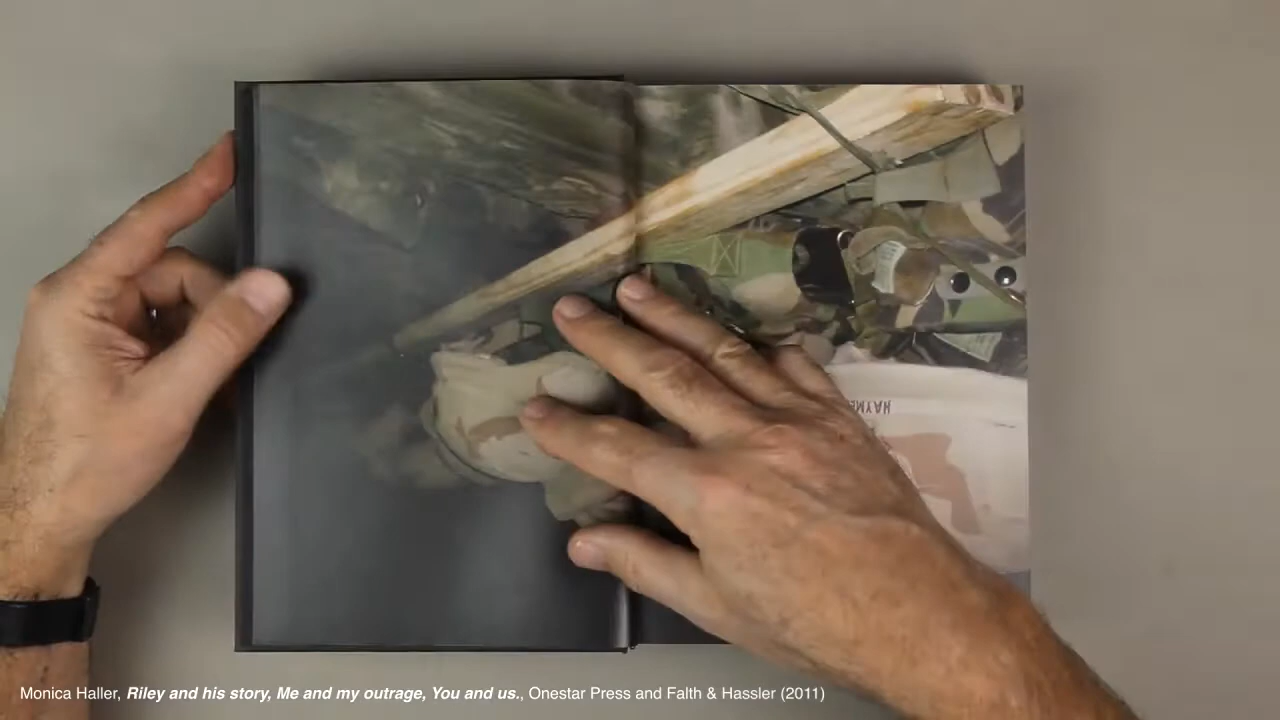 HAYME
Monica Haller, Riley and his story, Me and my outrage, You and us., Onestar Press and Falth & Hassler (2011)